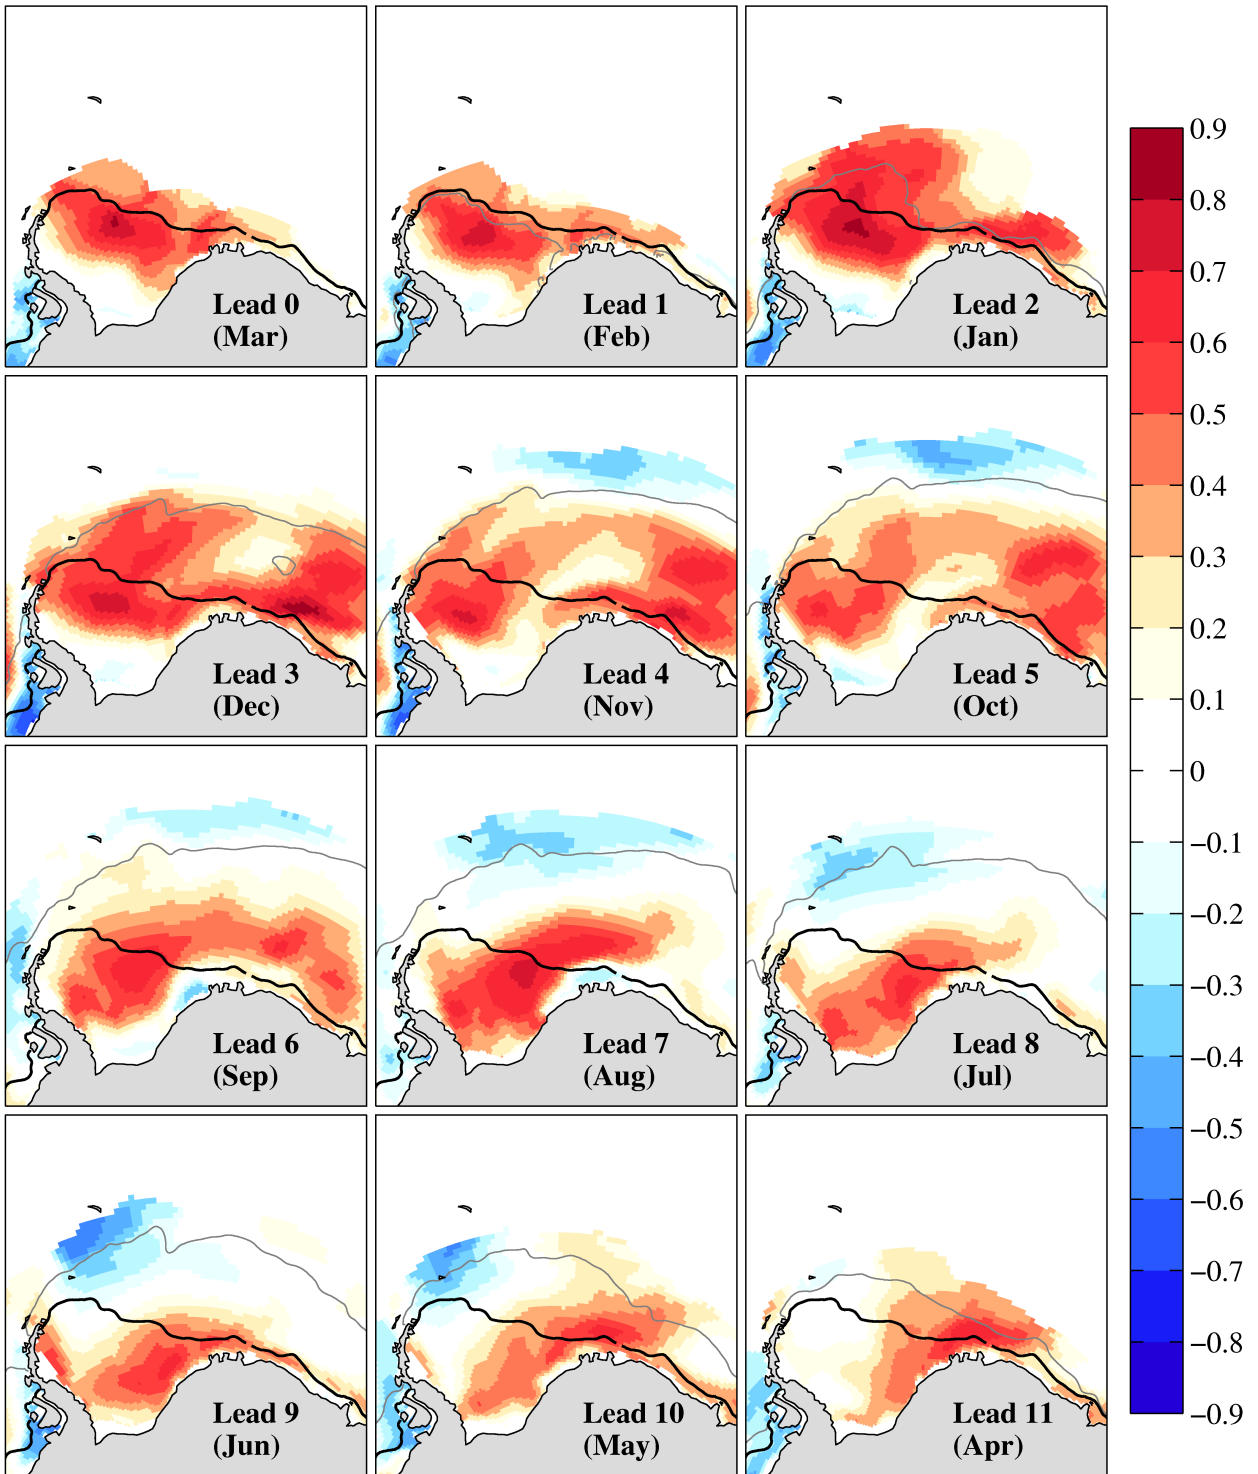 Lead 0
(Mar)
Lead 1
(Feb)
Lead 2
(Jan)
Lead 3
(Dec)
Lead 4
(Nov)
Lead 5
(Oct)
Lead 6
(Sep)
Lead 7
(Aug)
Lead 8
(Jul)
Lead 9
(Jun)
Lead 10
(May)
Lead 11
(Apr)
0.9
0.8
0.7
0.6
0.5
0.4
0.3
0.2
0.1
0
−0.1
−0.2
−0.3
−0.4
−0.5
−0.6
−0.7
−0.8
−0.9